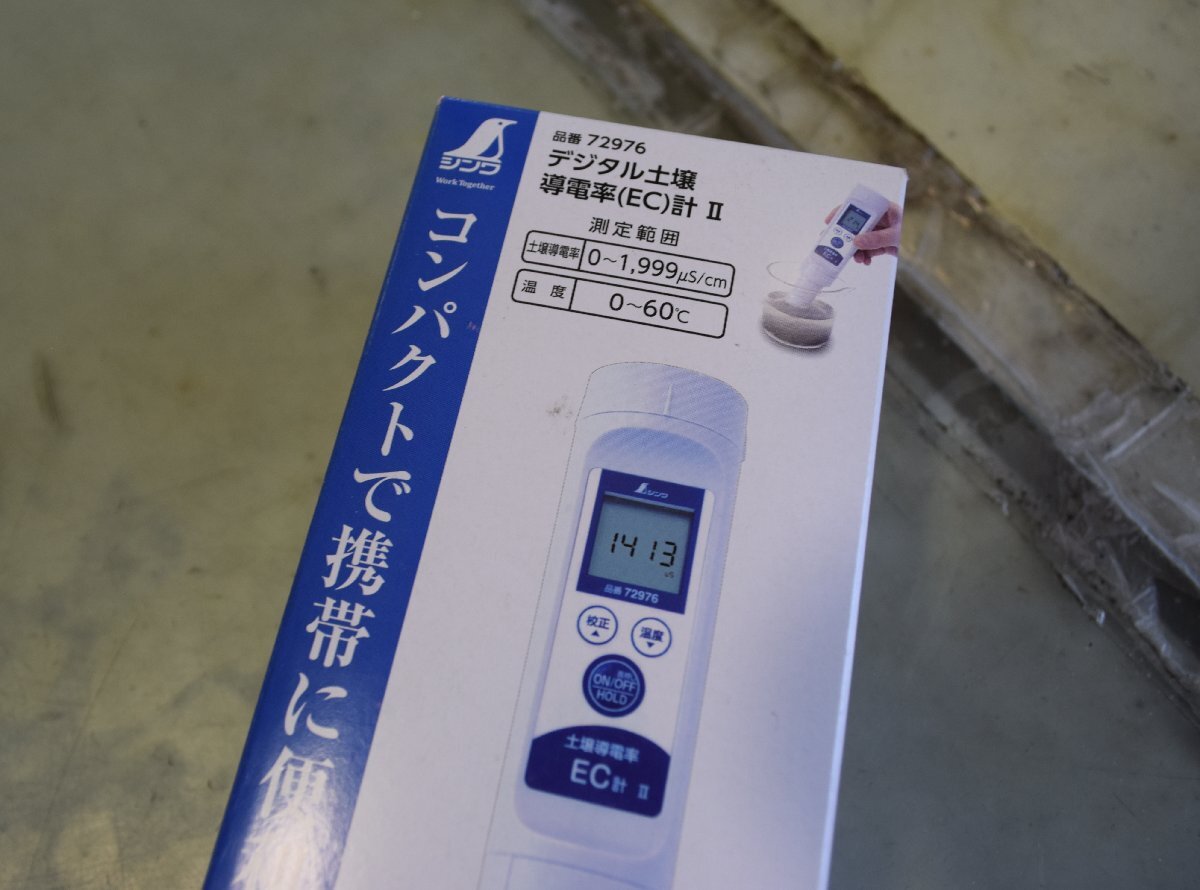 シンワ
Work Together
コンパクトで携帯に便
品番 72976
デジタル土壌
導電率(EC)計 II
測定範囲
土壌導電率 0～1,999μS/cm
温度 0～60℃
シンワ
1413
μS
品番 72976
校正
温度
ON/OFF
HOLD
土壌導電率
EC計 II